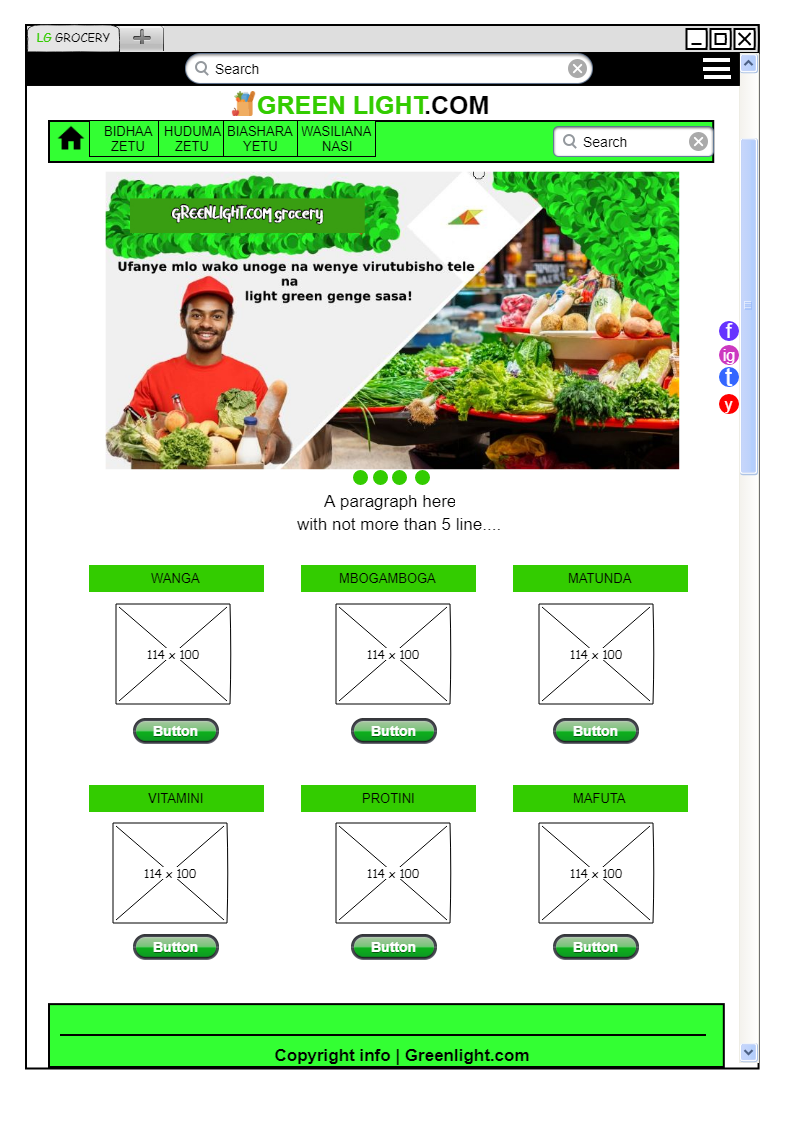 LG GROCERY
Search
GREEN LIGHT.COM
BIDHAA
ZETU
HUDUMA
ZETU
BIASHARA
YETU
WASILIANA
NASI
Search
GREENLIGHT.COM grocery
Ufanye mlo wako unoge na wenye virutubisho tele
na
light green genge sasa!
f
ig
t
y
A paragraph here
with not more than 5 line....
WANGA
MBOGAMBOGA
MATUNDA
114 x 100
114 x 100
114 x 100
Button
Button
Button
VITAMINI
PROTINI
MAFUTA
114 x 100
114 x 100
114 x 100
Button
Button
Button
Copyright info | Greenlight.com